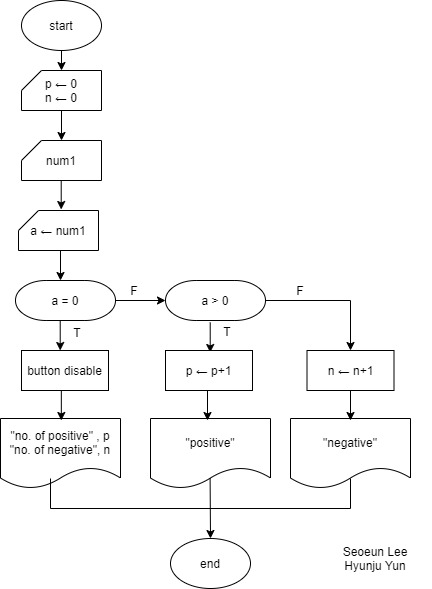 start
p ← 0
n ← 0
num1
a ← num1
a = 0
F
a > 0
F
T
T
button disable
p ← p+1
n ← n+1
"no. of positive" , p
"no. of negative", n
"positive"
"negative"
end
Seoeun Lee
Hyunju Yun